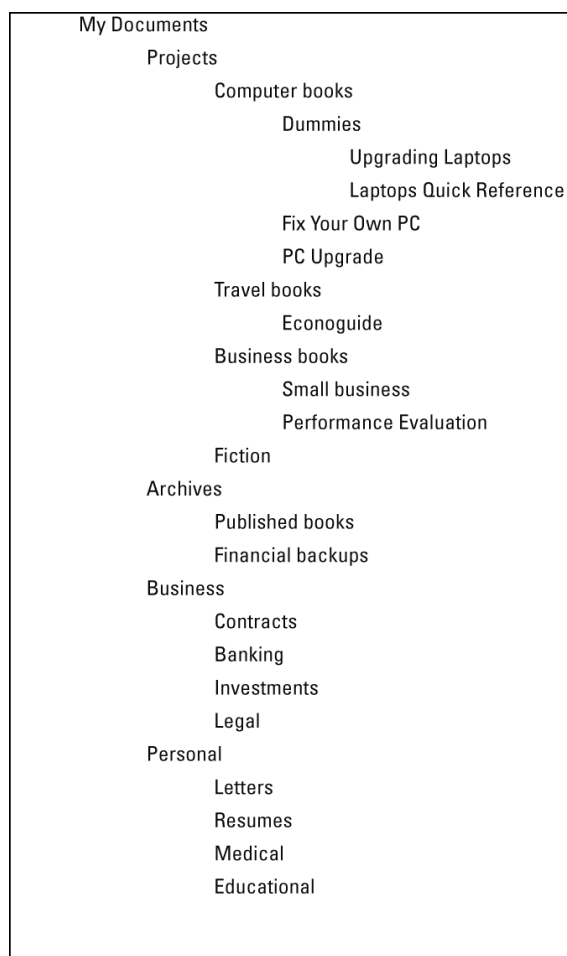 My Documents
Projects
Computer books
Dummies
Upgrading Laptops
Laptops Quick Reference
Fix Your Own PC
PC Upgrade
Travel books
Econoguide
Business books
Small business
Performance Evaluation
Fiction
Archives
Published books
Financial backups
Business
Contracts
Banking
Investments
Legal
Personal
Letters
Resumes
Medical
Educational